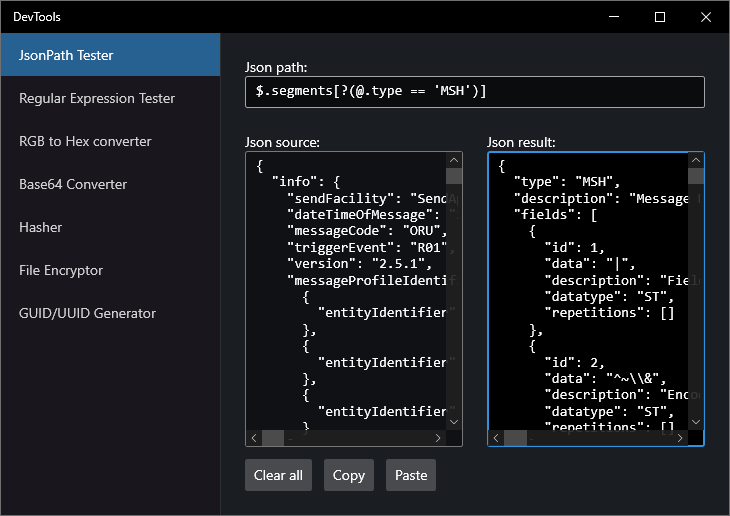 DevTools
JsonPath Tester
Regular Expression Tester
RGB to Hex converter
Base64 Converter
Hasher
File Encryptor
GUID/UUID Generator
Json path:
$.segments[?(@.type == 'MSH')]
Json source:
{
"info": {
"sendFacility": "SendA
"dateTimeOfMessage":
"messageCode": "ORU",
"triggerEvent": "R01",
"version": "2.5.1",
"messageProfileIdentif
{
"entityIdentifier"
},
{
"entityIdentifier"
},
{
"entityIdentifier"
}
Json result:
{
"type": "MSH",
"description": "Message
"fields": [
{
"id": 1,
"data": "|",
"description": "Fiel
"datatype": "ST",
"repetitions": []
},
{
"id": 2,
"data": "^~\\&",
"description": "Enco
"datatype": "ST",
"repetitions": []
Clear all
Copy
Paste